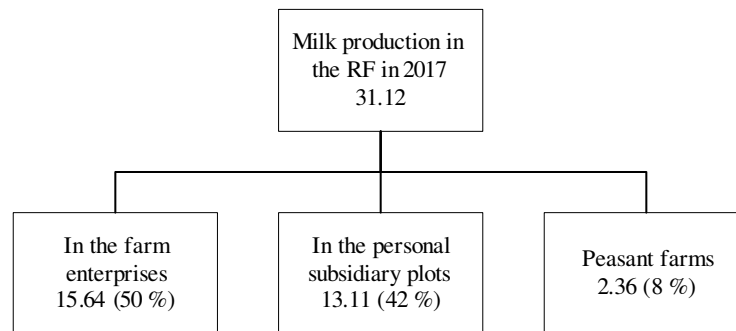 Milk production in
the RF in 2017
31.12
In the farm
enterprises
15.64 (50 %)
In the personal
subsidiary plots
13.11 (42 %)
Peasant farms
2.36 (8 %)